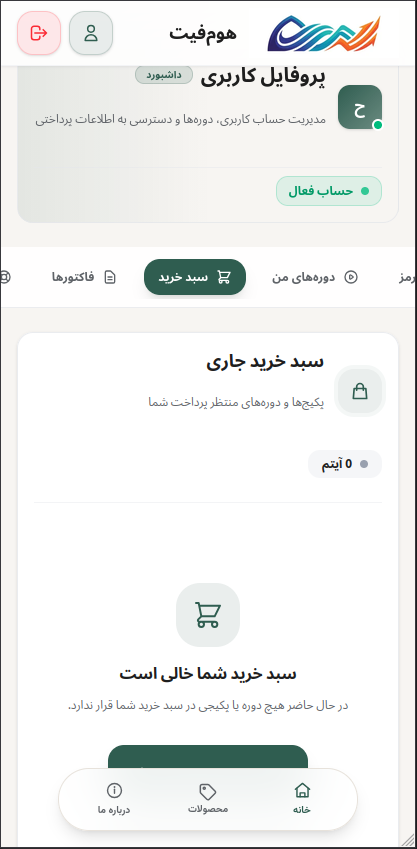 هوم‌فیت
پروفایل کاربری
داشبورد
ح
مدیریت حساب کاربری، دوره‌ها و دسترسی به اطلاعات پرداختی
حساب فعال
رمز
دوره‌های من
سبد خرید
فاکتورها
سبد خرید جاری
پکیج‌ها و دوره‌های منتظر پرداخت شما
0 آیتم
سبد خرید شما خالی است
در حال حاضر هیچ دوره یا پکیجی در سبد خرید شما قرار ندارد.
خانه
محصولات
درباره ما